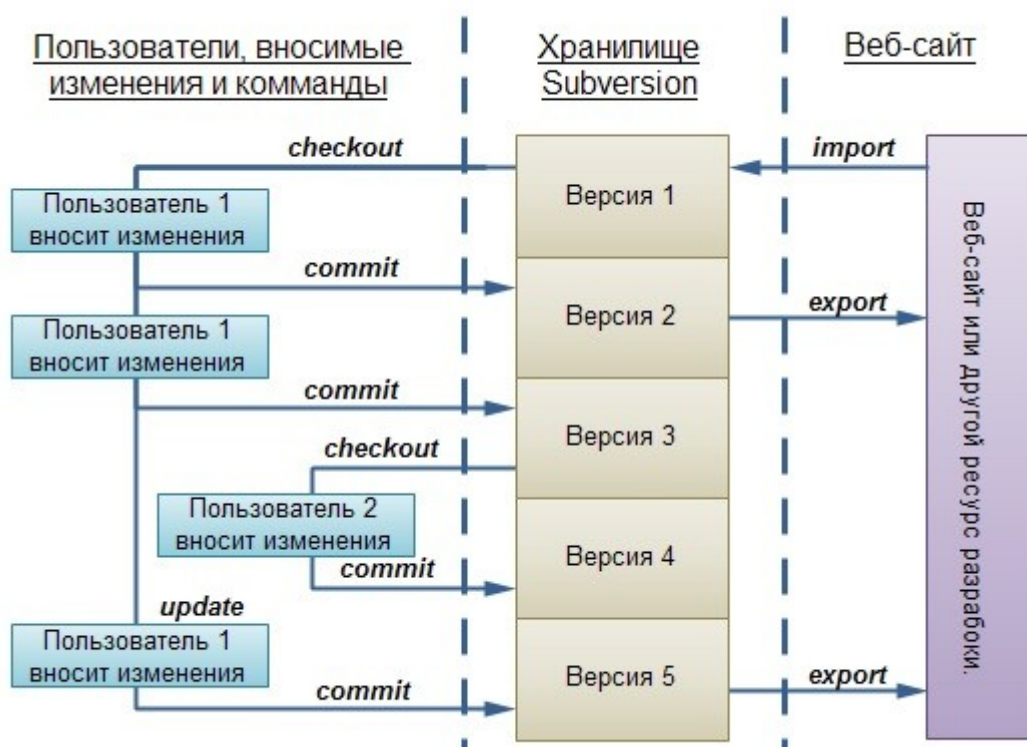 Пользователи, вносимые
изменения и комманды
Хранилище
Subversion
Веб-сайт
checkout
import
Пользователь 1
вносит изменения
Версия 1
commit
Пользователь 1
вносит изменения
Версия 2
export
commit
Версия 3
checkout
Пользователь 2
вносит изменения
Версия 4
commit
update
Пользователь 1
вносит изменения
Версия 5
commit
export
Веб-сайт или другой ресурс разрабоки.